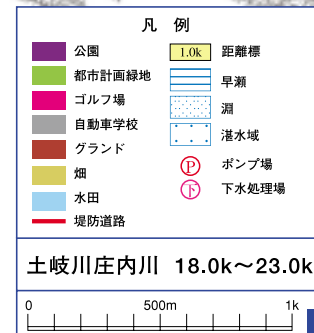 凡 例
公園
都市計画緑地
ゴルフ場
自動車学校
グランド
畑
水田
堤防道路
1.0k 距離標
早瀬
淵
湛水域
P ポンプ場
下 下水処理場
土岐川庄内川 18.0k〜23.0k
0 500m 1k